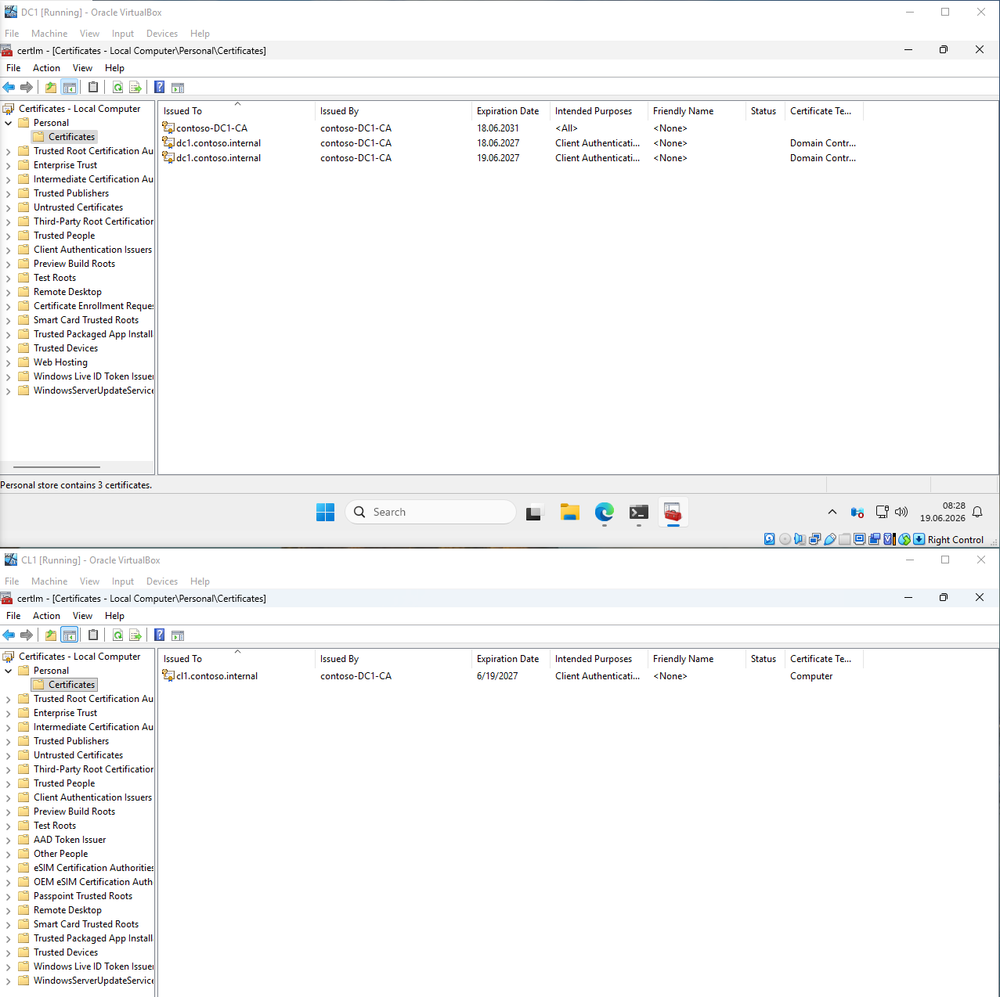 DC1 [Running] - Oracle VirtualBox
File Machine View Input Devices Help
certlm - [Certificates - Local Computer\Personal\Certificates]
File Action View Help
Certificates - Local Computer
Personal
Certificates
Trusted Root Certification Au
Enterprise Trust
Intermediate Certification Au
Trusted Publishers
Untrusted Certificates
Third-Party Root Certification
Trusted People
Client Authentication Issuers
Preview Build Roots
Test Roots
Remote Desktop
Certificate Enrollment Reques
Smart Card Trusted Roots
Trusted Packaged App Install
Trusted Devices
Web Hosting
Windows Live ID Token Issuer
WindowsServerUpdateService
Issued To Issued By Expiration Date Intended Purposes Friendly Name Status Certificate Te...
contoso-DC1-CA contoso-DC1-CA 18.06.2031 <All> <None>
dc1.contoso.internal contoso-DC1-CA 18.06.2027 Client Authenticati... <None> Domain Contr...
dc1.contoso.internal contoso-DC1-CA 19.06.2027 Client Authenticati... <None> Domain Contr...
Personal store contains 3 certificates.
Search
08:28
19.06.2026
Right Control
CL1 [Running] - Oracle VirtualBox
File Machine View Input Devices Help
certlm - [Certificates - Local Computer\Personal\Certificates]
File Action View Help
Certificates - Local Computer
Personal
Certificates
Trusted Root Certification Au
Enterprise Trust
Intermediate Certification Au
Trusted Publishers
Untrusted Certificates
Third-Party Root Certification
Trusted People
Client Authentication Issuers
Preview Build Roots
Test Roots
AAD Token Issuer
Other People
eSIM Certification Authorities
OEM eSIM Certification Auth
Passpoint Trusted Roots
Remote Desktop
Smart Card Trusted Roots
Trusted Packaged App Install
Trusted Devices
Windows Live ID Token Issuer
WindowsServerUpdateService
Issued To Issued By Expiration Date Intended Purposes Friendly Name Status Certificate Te...
cl1.contoso.internal contoso-DC1-CA 6/19/2027 Client Authenticati... <None> Computer